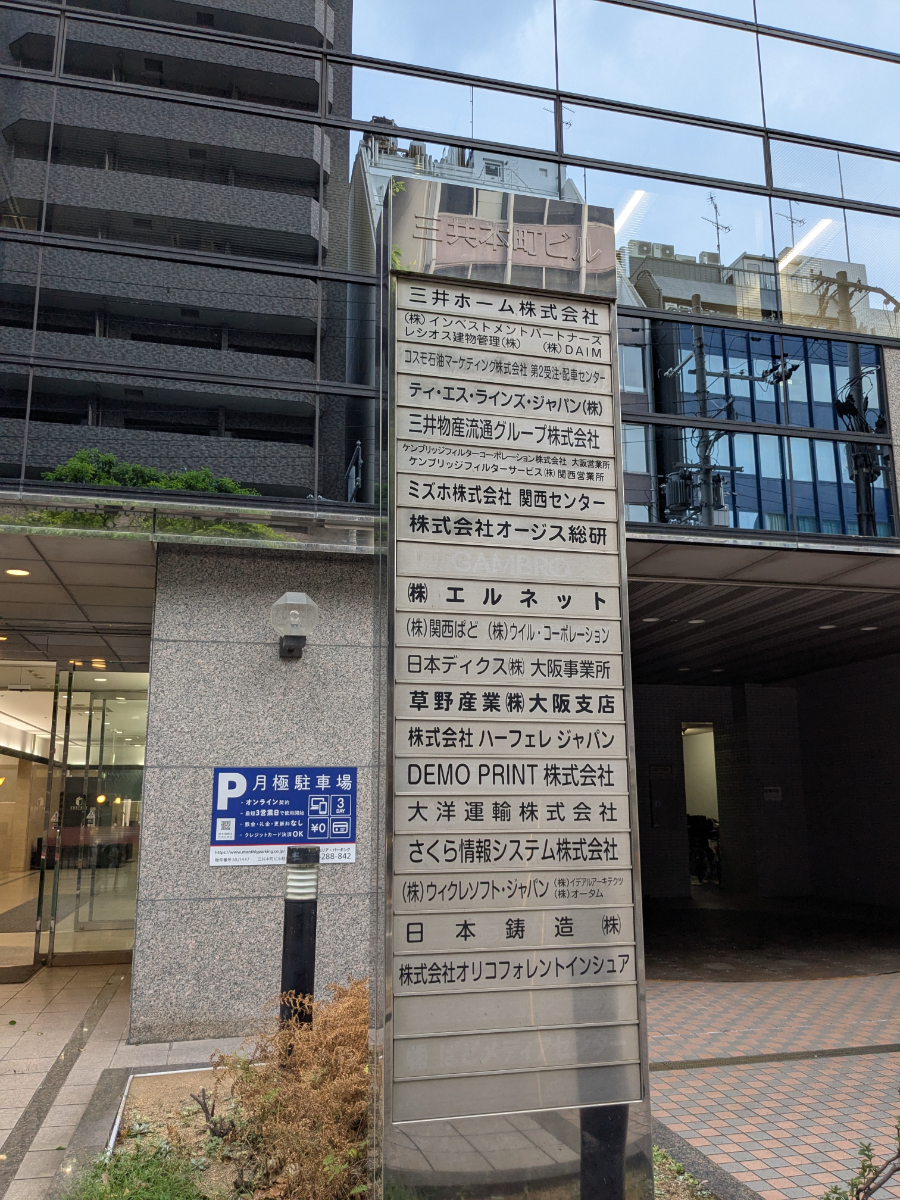 三共本町ビル
三井ホーム株式会社
(株)インベストメントパートナーズ
レシオス建物管理(株) (株)DAIM
コスモ石油マーケティング株式会社 第2受注・配車センター
ティ・エス・ラインズ・ジャパン(株)
三井物産流通グループ株式会社
ケンブリッジフィルターコーポレーション株式会社 大阪営業所
ケンブリッジフィルターサービス(株)関西営業所
ミズホ株式会社 関西センター
株式会社オージス総研
GAMBRO
㈱エルネット
(株)関西ぱど (株)ウイル・コーポレーション
日本ディクス㈱ 大阪事業所
草野産業㈱大阪支店
株式会社 ハーフェレ ジャパン
DEMO PRINT 株式会社
大洋運輸株式会社
さくら情報システム株式会社
(株)ウィクレソフト・ジャパン (株)イデアルアーキテクツ
(株)オータム
日本鋳造㈱
株式会社オリコフォレントインシュア
P 月極駐車場
・オンライン契約
・最短3営業日で使用開始
・敷金・礼金・更新料なし
・クレジットカード決済OK
3
DAY
¥0
288-842